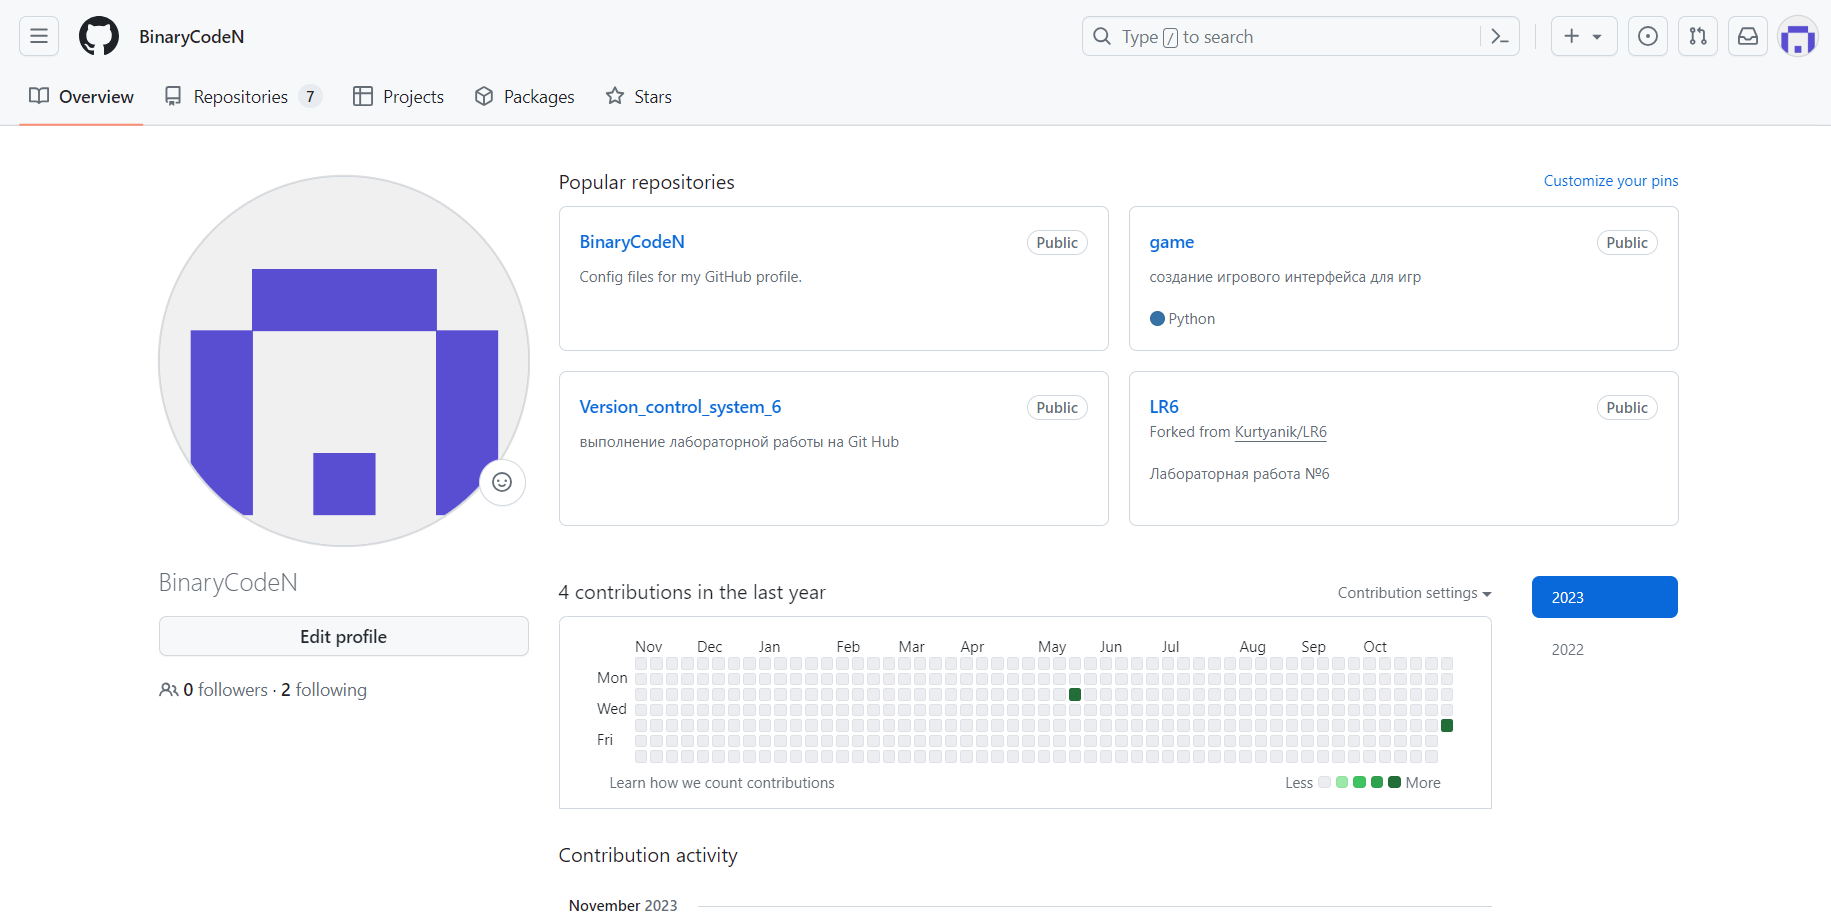 BinaryCodeN
Type / to search
Overview Repositories 7 Projects Packages Stars
Popular repositories
Customize your pins
BinaryCodeN Public
Config files for my GitHub profile.
game Public
создание игрового интерфейса для игр
Python
Version_control_system_6 Public
выполнение лабораторной работы на Git Hub
LR6 Public
Forked from Kurtyanik/LR6
Лабораторная работа №6
BinaryCodeN
Edit profile
0 followers · 2 following
4 contributions in the last year
Contribution settings
2023
2022
Nov Dec Jan Feb Mar Apr May Jun Jul Aug Sep Oct
Mon
Wed
Fri
Learn how we count contributions
Less More
Contribution activity
November 2023